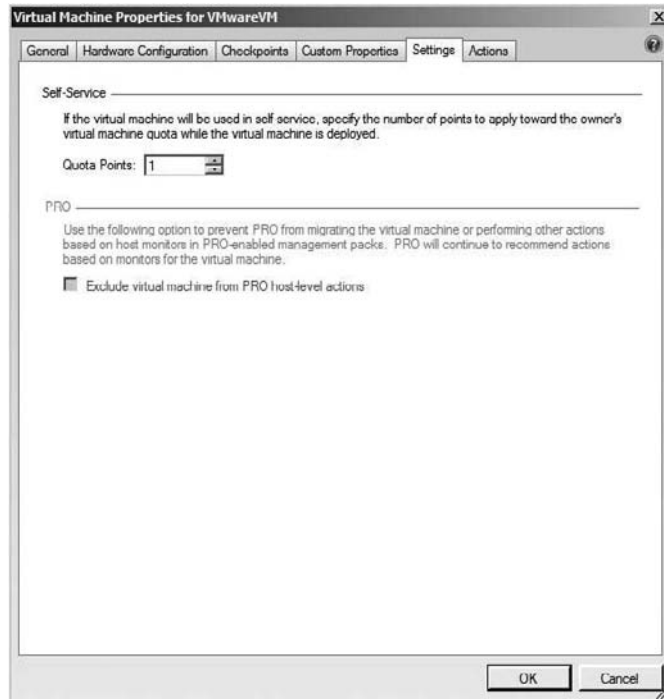 Virtual Machine Properties for VMwareVM
General
Hardware Configuration
Checkpoints
Custom Properties
Settings
Actions
Self-Service
If the virtual machine will be used in self service, specify the number of points to apply toward the owner's
virtual machine quota while the virtual machine is deployed.
Quota Points: 1
PRO
Use the following option to prevent PRO from migrating the virtual machine or performing other actions
based on host monitors in PRO-enabled management packs. PRO will continue to recommend actions
based on monitors for the virtual machine.
Exclude virtual machine from PRO host-level actions
OK
Cancel